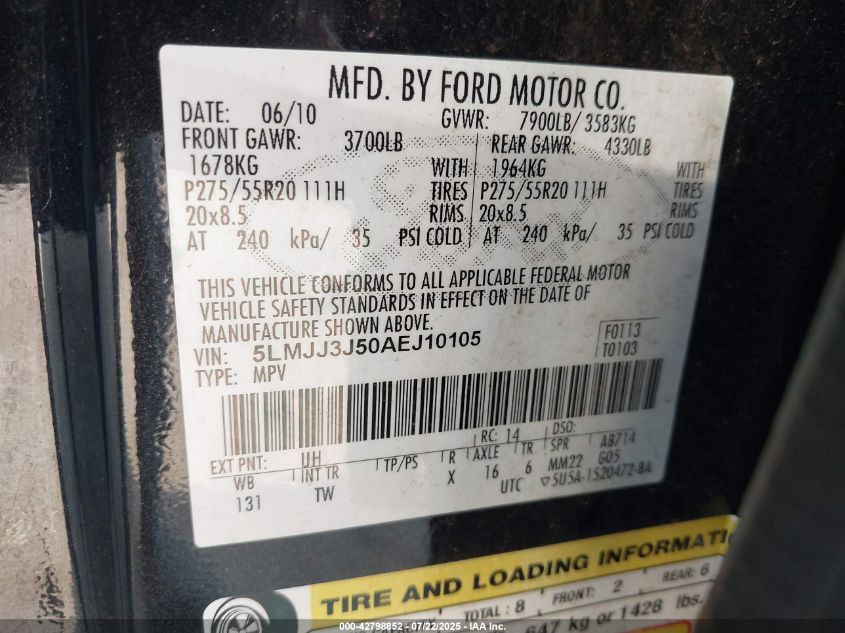 MFD. BY FORD MOTOR CO.
DATE: 06/10 GVWR: 7900LB/ 3583KG
FRONT GAWR: 3700LB REAR GAWR: 4330LB
1678KG WITH 1964KG WITH
P275/55R20 111H TIRES P275/55R20 111H TIRES
20x8.5 RIMS 20x8.5 RIMS
AT 240 kPa/ 35 PSI COLD AT 240 kPa/ 35 PSI COLD
THIS VEHICLE CONFORMS TO ALL APPLICABLE FEDERAL MOTOR
VEHICLE SAFETY STANDARDS IN EFFECT ON THE DATE OF
MANUFACTURE SHOWN ABOVE.
VIN: 5LMJJ3J50AEJ10105 F0113
TYPE: MPV T0103
RC: 14 DSO:
EXT PNT: UH TP/PS R AXLE TR SPR AB714
WB INT TR X 16 6 MM22 G05
131 TW UTC ▽5U5A-1520472-BA
TIRE AND LOADING INFORMATI
TOTAL: 8 FRONT: 2 REAR: 6
647 kg or 1428 lbs.
000-42798852 - 07/22/2025 - IAA Inc.